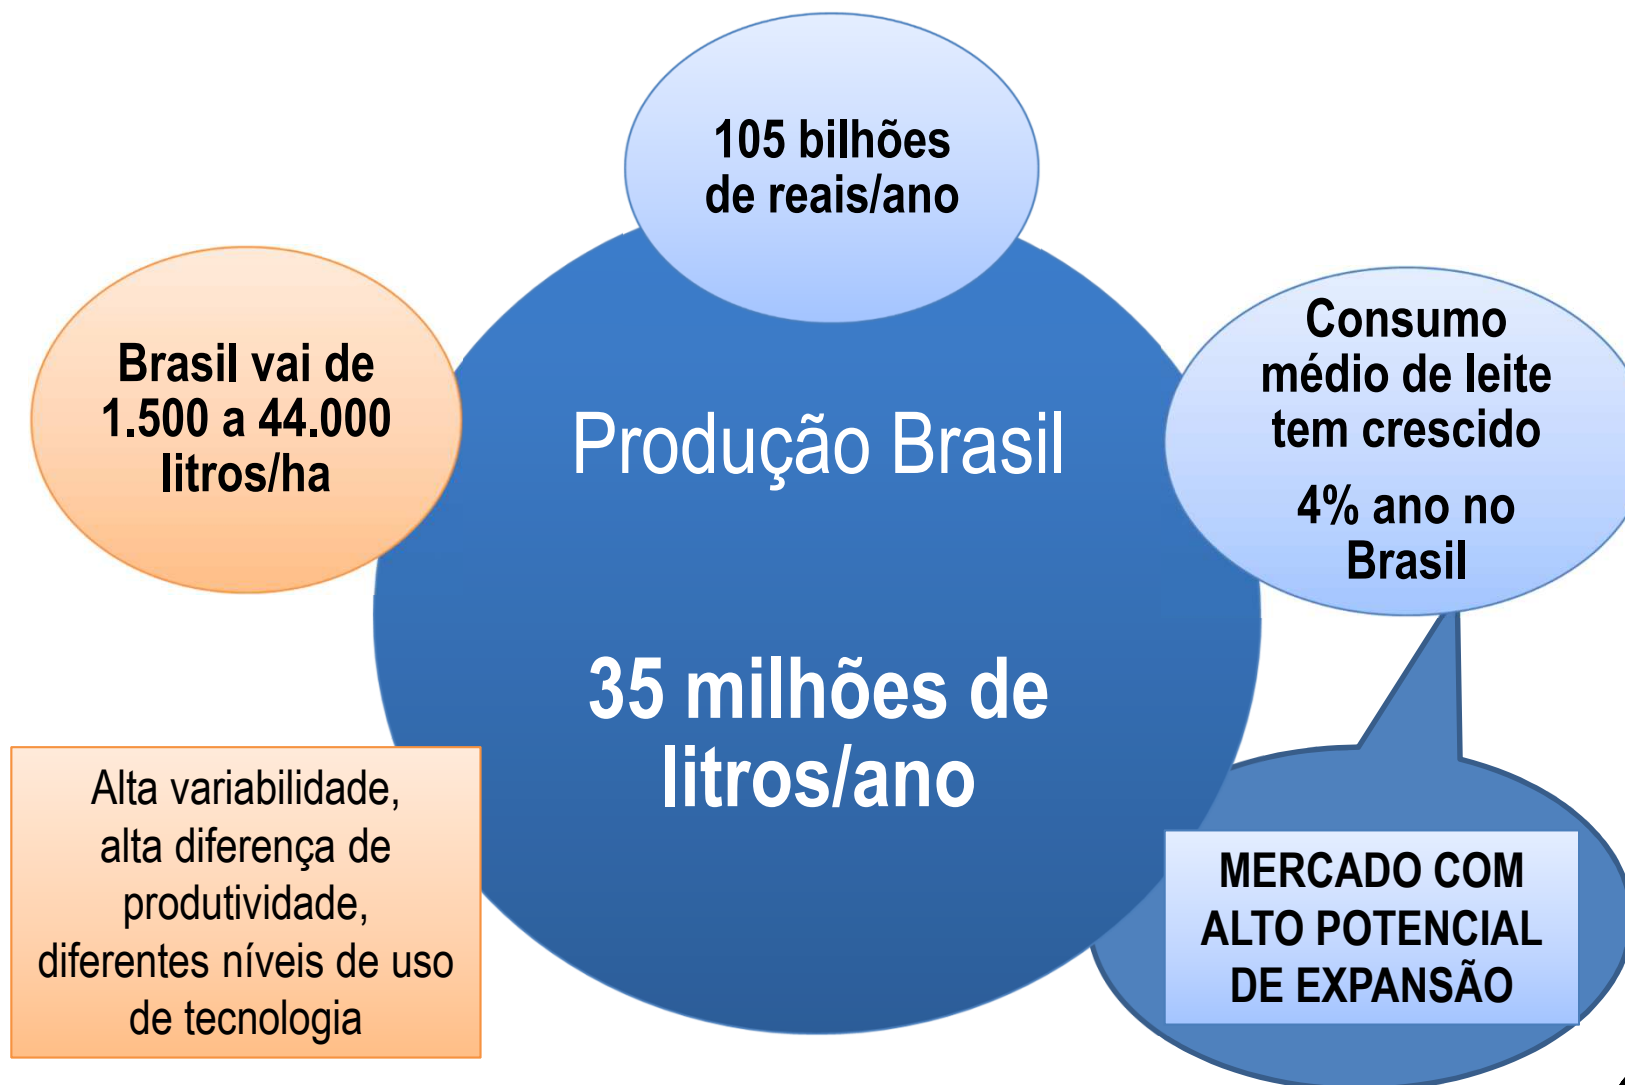 105 bilhões
de reais/ano
Brasil vai de
1.500 a 44.000
litros/ha
Consumo
médio de leite
tem crescido
4% ano no
Brasil
Produção Brasil
35 milhões de
litros/ano
Alta variabilidade,
alta diferença de
produtividade,
diferentes níveis de uso
de tecnologia
MERCADO COM
ALTO POTENCIAL
DE EXPANSÃO